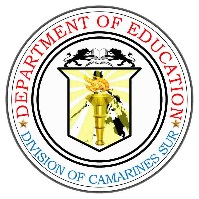 DEPARTMENT OF EDUCATION
DIVISION OF CAMARINES SUR